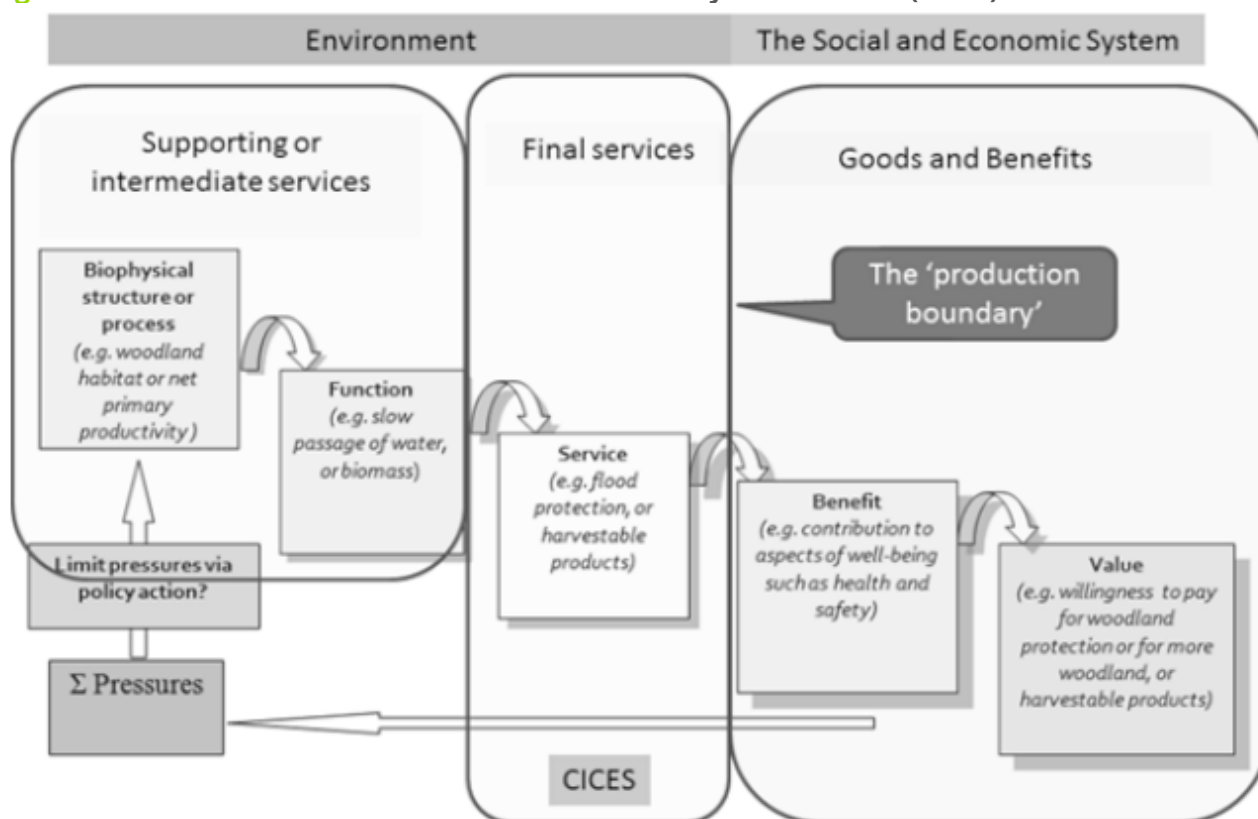 Environment
The Social and Economic System
Supporting or
intermediate services
Final services
Goods and Benefits
The ‘production
boundary’
Biophysical
structure or
process
(e.g. woodland
habitat or net
primary
productivity )
Function
(e.g. slow
passage of water,
or biomass)
Service
(e.g. flood
protection, or
harvestable
products)
Benefit
(e.g. contribution to
aspects of well-being
such as health and
safety)
Value
(e.g. willingness to pay
for woodland
protection or for more
woodland, or
harvestable products)
Limit pressures via
policy action?
Σ Pressures
CICES